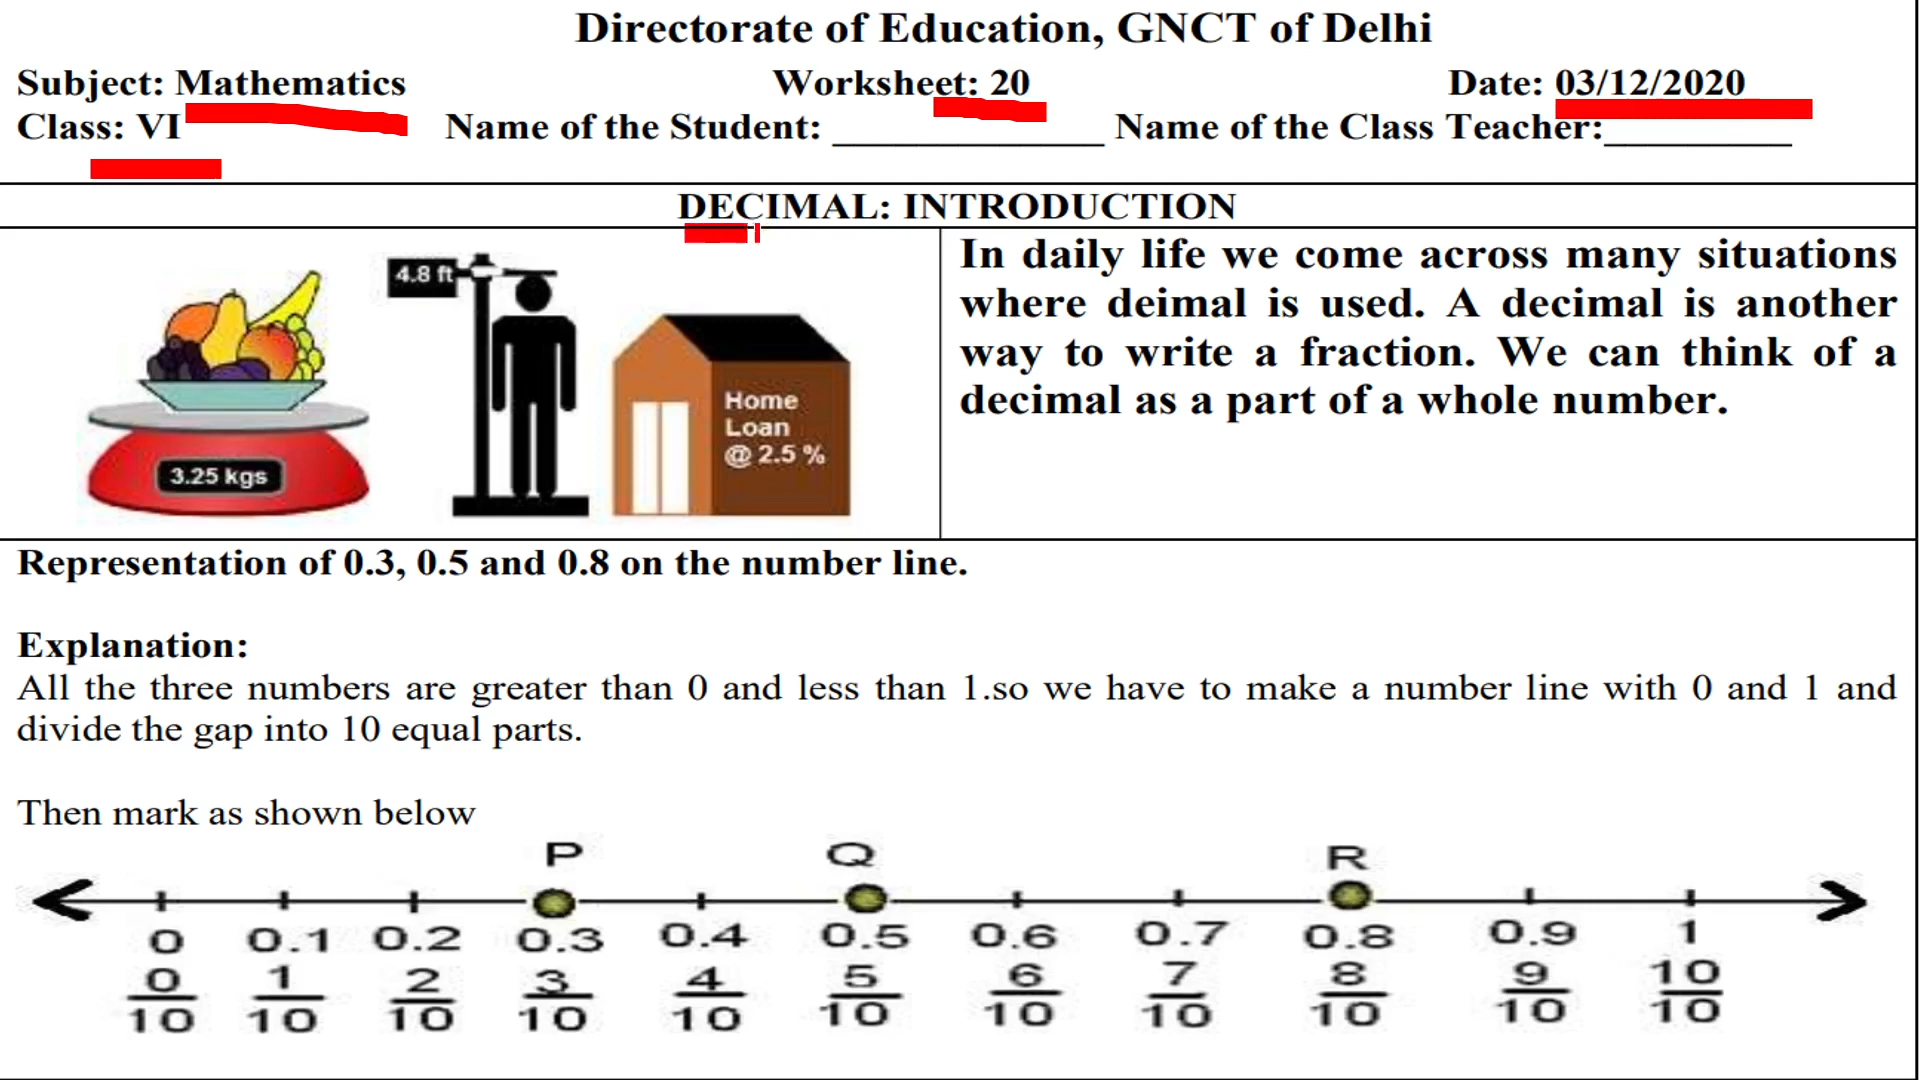 Directorate of Education, GNCT of Delhi
Subject: Mathematics Worksheet: 20 Date: 03/12/2020
Class: VI Name of the Student: _____________ Name of the Class Teacher:_________
DECIMAL: INTRODUCTION
4.8 ft
Home
Loan
@ 2.5 %
3.25 kgs
In daily life we come across many situations
where deimal is used. A decimal is another
way to write a fraction. We can think of a
decimal as a part of a whole number.
Representation of 0.3, 0.5 and 0.8 on the number line.
Explanation:
All the three numbers are greater than 0 and less than 1.so we have to make a number line with 0 and 1 and
divide the gap into 10 equal parts.
Then mark as shown below
P Q R
0 0.1 0.2 0.3 0.4 0.5 0.6 0.7 0.8 0.9 1
0 1 2 3 4 5 6 7 8 9 10
10 10 10 10 10 10 10 10 10 10 10